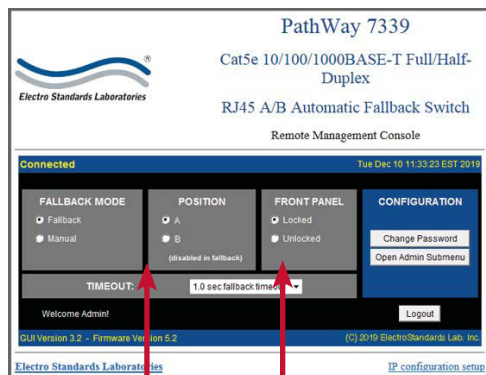 PathWay 7339
Cat5e 10/100/1000BASE-T Full/Half-
Duplex
RJ45 A/B Automatic Fallback Switch
Remote Management Console
®
Electro Standards Laboratories
Connected
Tue Dec 10 11:33:23 EST 2019
FALLBACK MODE
Fallback
Manual
POSITION
A
B
(disabled in fallback)
FRONT PANEL
Locked
Unlocked
CONFIGURATION
Change Password
Open Admin Submenu
TIMEOUT:
1.0 sec fallback timeout
Welcome Admin!
Logout
GUI Version 3.2 - Firmware Version 5.2
(C) 2019 ElectroStandards Lab. Inc.
Electro Standards Laboratories
IP configuration setup